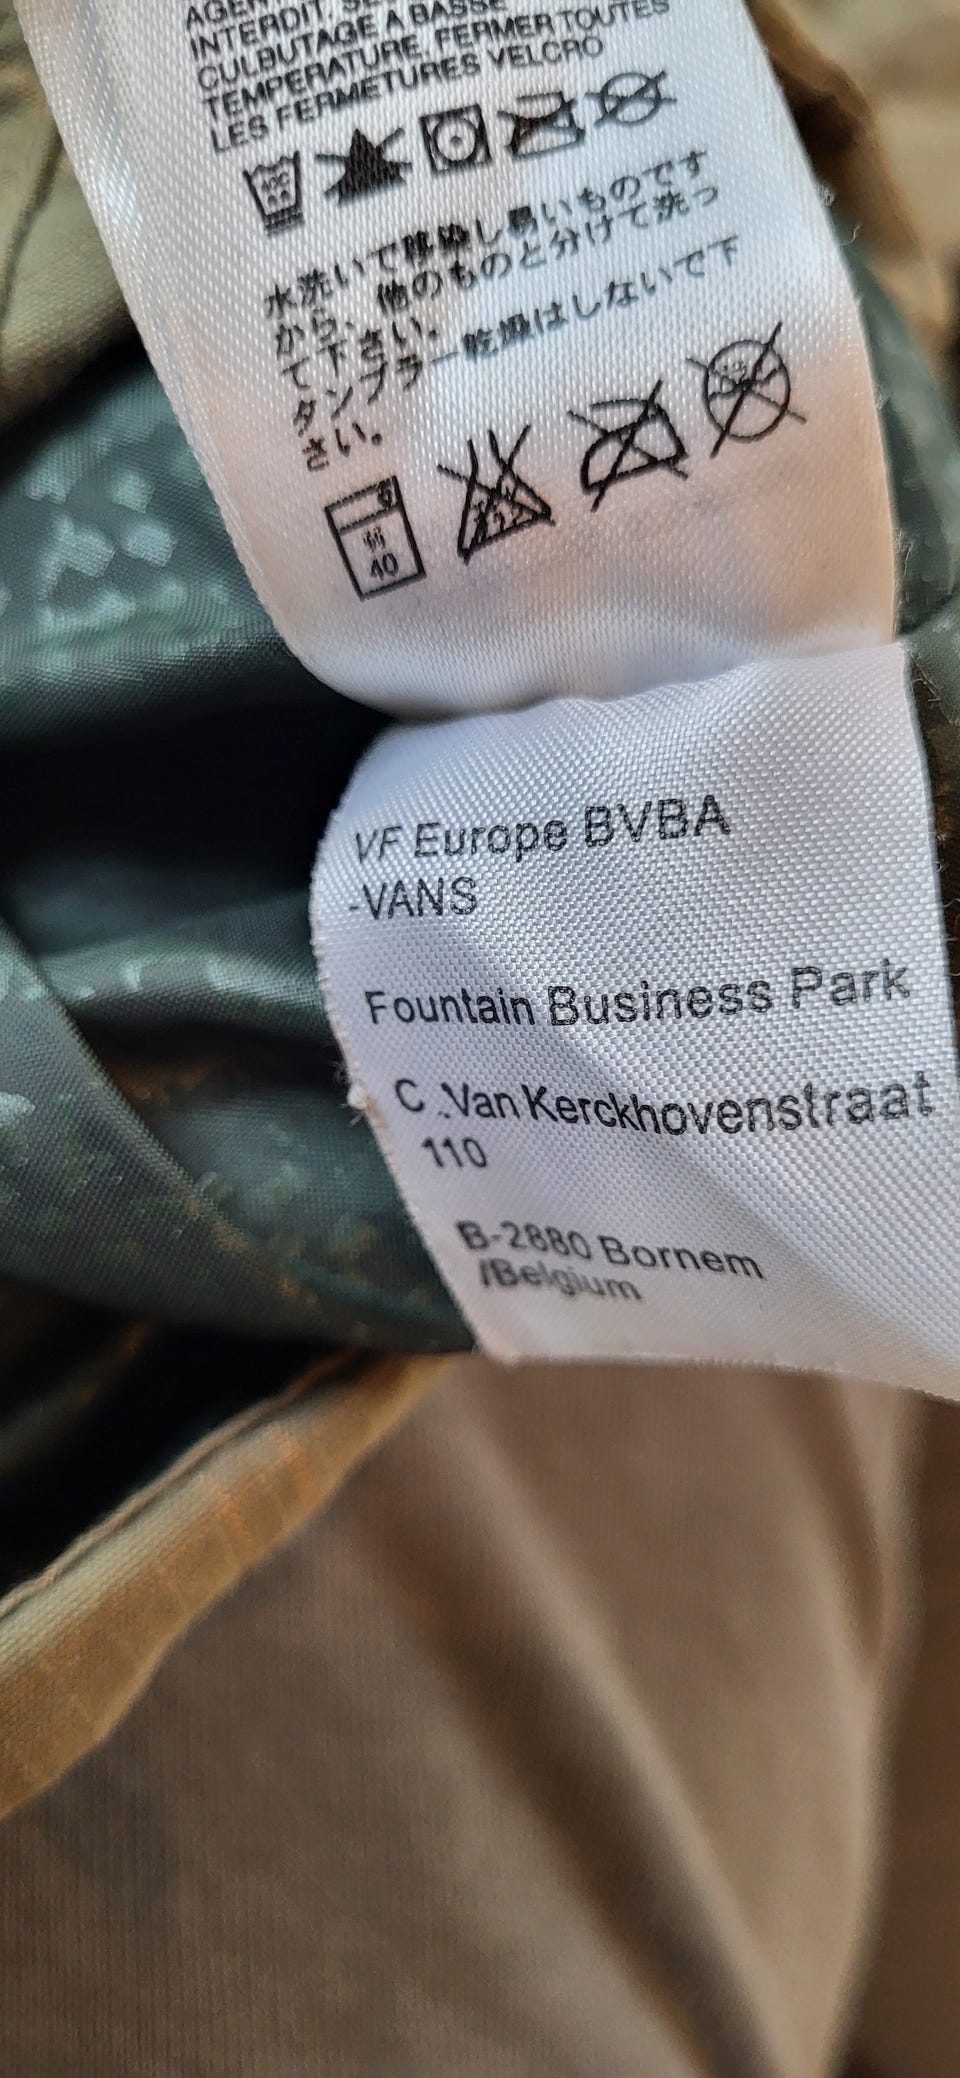 AGENT
INTERDIT, SÉ
CULBUTAGE A BASSE
TEMPERATURE, FERMER TOUTES
LES FERMETURES VELCRO
水洗いで移染し易いものです
から、他のものと分けて洗っ
て下さい。
タンブラー乾燥はしないで下
さい。
弱
40
VF Europe BVBA
-VANS
Fountain Business Park
C .Van Kerckhovenstraat
110
B-2880 Bornem
/Belgium